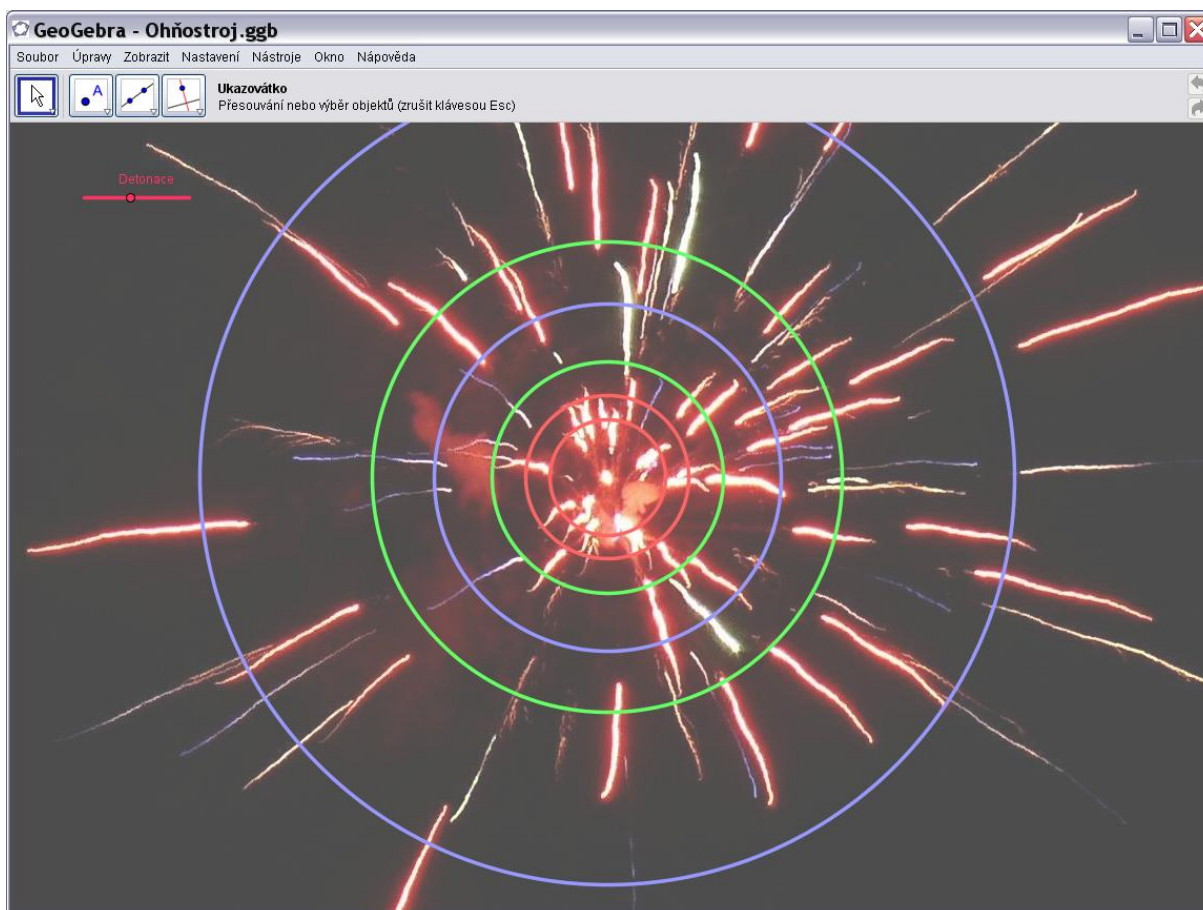 GeoGebra - Ohňostroj.ggb
Soubor Úpravy Zobrazit Nastavení Nástroje Okno Nápověda
A
Ukazovátko
Přesouvání nebo výběr objektů (zrušit klávesou Esc)
Detonace